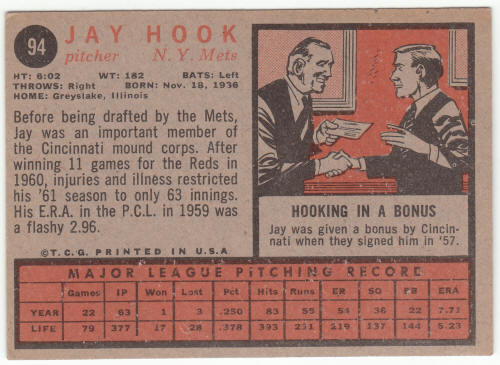 94
JAY HOOK
pitcher N. Y. Mets
HT: 6:02 WT: 182 BATS: Left
THROWS: Right BORN: Nov. 18, 1936
HOME: Greyslake, Illinois
Before being drafted by the Mets,
Jay was an important member of
the Cincinnati mound corps. After
winning 11 games for the Reds in
1960, injuries and illness restricted
his '61 season to only 63 innings.
His E.R.A. in the P.C.L. in 1959 was
a flashy 2.96.
©T.C.G. PRINTED IN U.S.A
HOOKING IN A BONUS
Jay was given a bonus by Cincin-
nati when they signed him in '57.
MAJOR LEAGUE PITCHING RECORD
Games IP Won Lost Pct. Hits Runs ER SO BB ERA
YEAR 22 63 1 3 .250 83 55 54 36 22 7.71
LIFE 79 377 17 28 .378 393 231 219 137 144 5.23